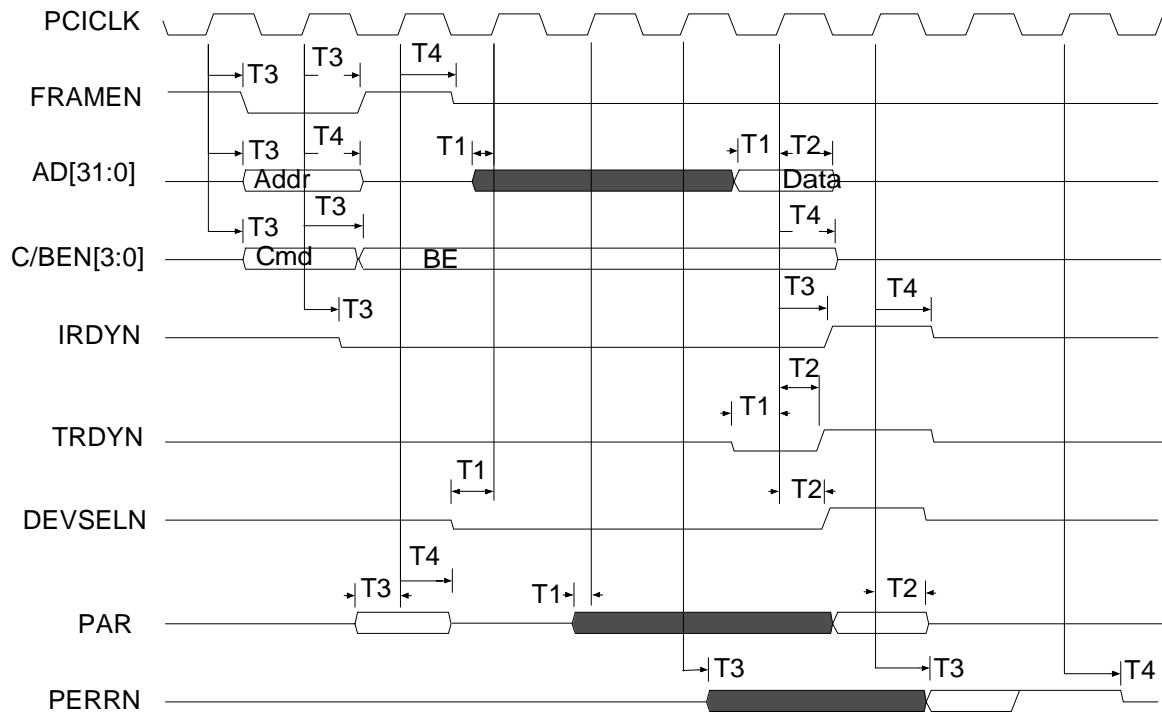 PCICLK
T3 T3 T4
FRAMEN
T3 T4 T1 T1 T2
AD[31:0] Addr Data
T3 T3 T4
C/BEN[3:0] Cmd BE
T3 T3 T4
IRDYN
T2
T1
TRDYN
T1 T2
DEVSELN
T4
T3 T1 T2
PAR
T3 T3 T4
PERRN